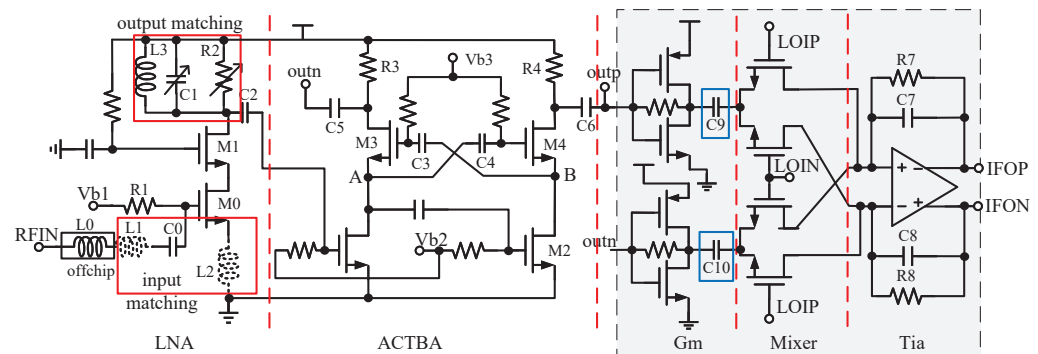 output matching
L3
R2
C1
C2
M1
Vb1
R1
M0
RFIN
L0
L1
C0
offchip
L2
input
matching
LNA
outn
R3
Vb3
R4
outp
C5
C6
M3
C3
C4
M4
A
B
Vb2
M2
ACTBA
outn
C9
C10
Gm
LOIP
LOIN
LOIP
Mixer
R7
C7
+
−
+
−
IFOP
IFON
C8
R8
Tia